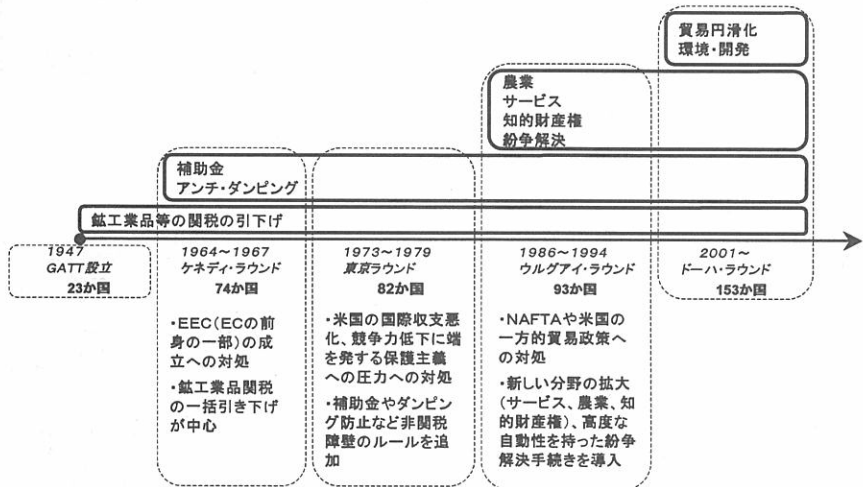 貿易円滑化
環境・開発
農業
サービス
知的財産権
紛争解決
補助金
アンチ・ダンピング
鉱工業品等の関税の引下げ
1947
GATT設立
23か国
1964～1967
ケネディ・ラウンド
74か国
1973～1979
東京ラウンド
82か国
1986～1994
ウルグアイ・ラウンド
93か国
2001～
ドーハ・ラウンド
153か国
・EEC(ECの前
身の一部)の成
立への対処
・鉱工業品関税
の一括引き下げ
が中心
・米国の国際収支悪
化、競争力低下に端
を発する保護主義
への圧力への対処
・補助金やダンピン
グ防止など非関税
障壁のルールを追
加
・NAFTAや米国の
一方的貿易政策へ
の対処
・新しい分野の拡大
(サービス、農業、知
的財産権)、高度な
自動性を持った紛争
解決手続きを導入